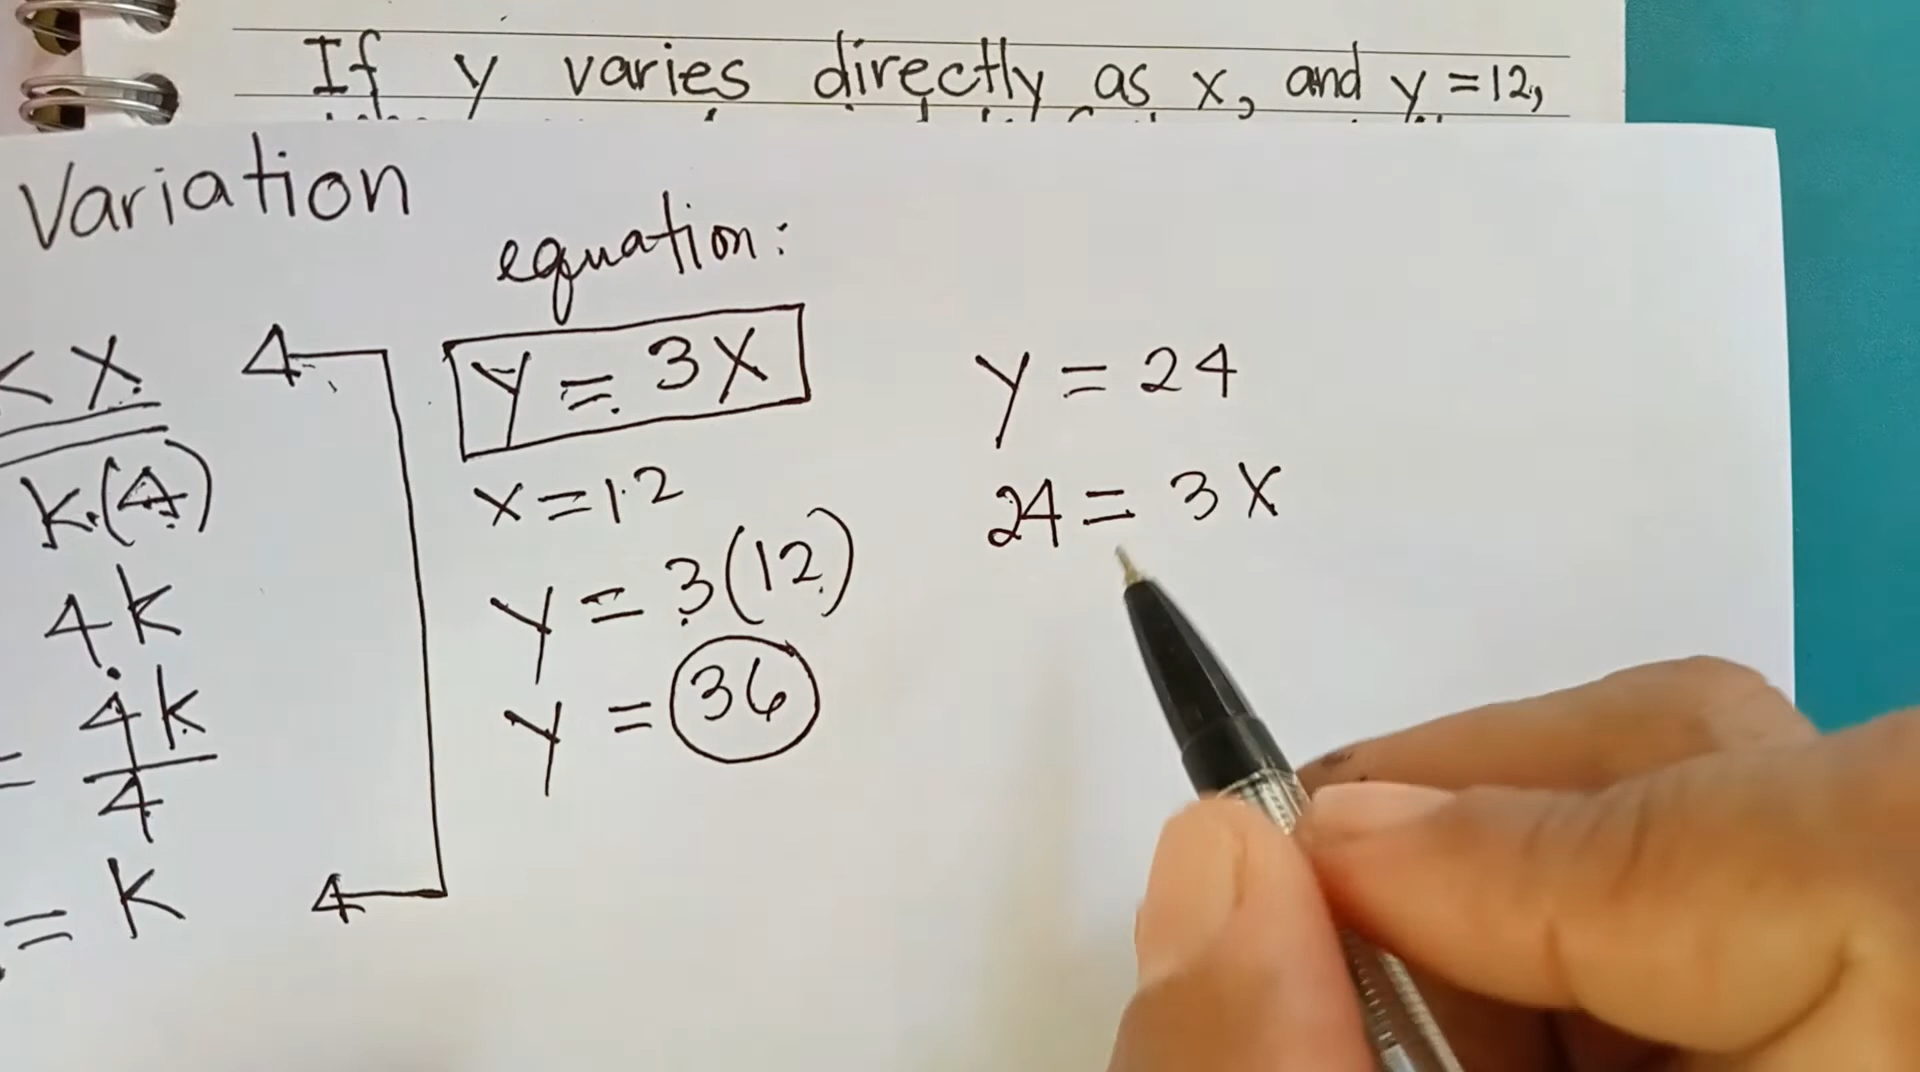 If y varies directly as x, and y = 12,
Variation
x
k(4)
4k
4k
4
= k
equation:
y = 3x
x = 12
y = 3(12)
y = 36
y = 24
24 = 3x